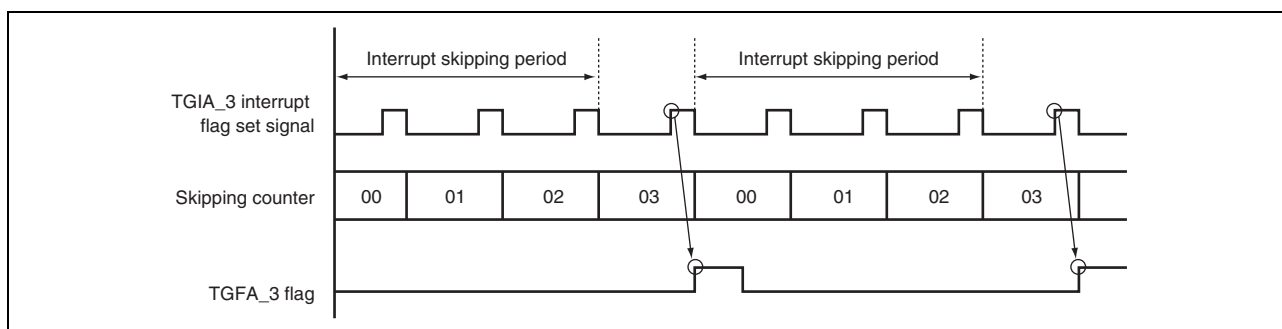 Interrupt skipping period Interrupt skipping period
TGIA_3 interrupt
flag set signal
Skipping counter 00 01 02 03 00 01 02 03
TGFA_3 flag